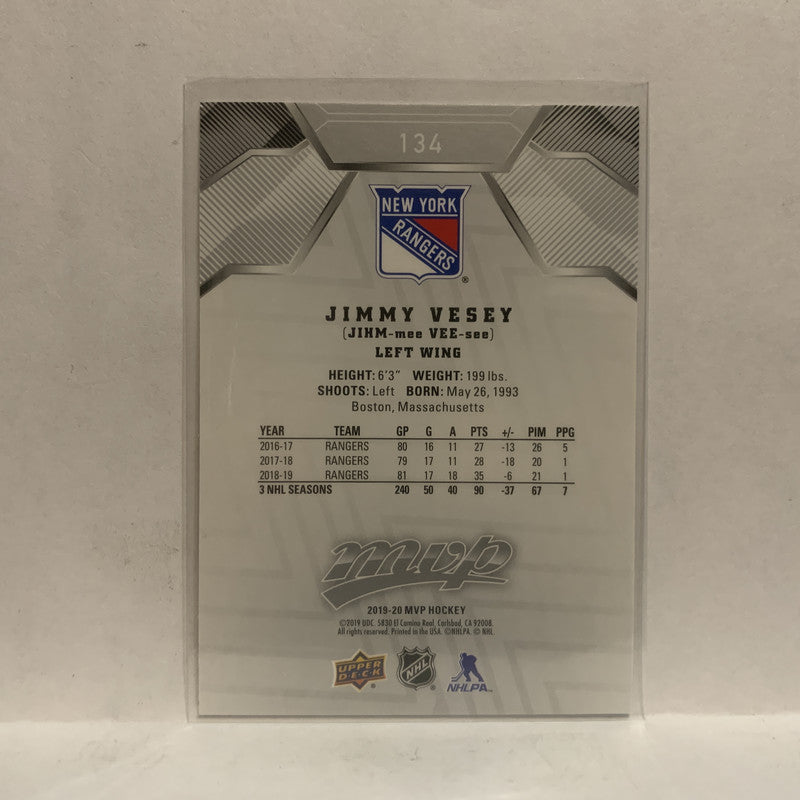 134
NEW YORK
RANGERS
®
JIMMY VESEY
(JIHM-mee VEE-see)
LEFT WING
HEIGHT: 6'3" WEIGHT: 199 lbs.
SHOOTS: Left BORN: May 26, 1993
Boston, Massachusetts
YEAR TEAM GP G A PTS +/- PIM PPG
2016-17 RANGERS 80 16 11 27 -13 26 5
2017-18 RANGERS 79 17 11 28 -18 20 1
2018-19 RANGERS 81 17 18 35 -6 21 1
3 NHL SEASONS 240 50 40 90 -37 67 7
mvp
2019-20 MVP HOCKEY
©2019 UDC. 5830 El Camino Real, Carlsbad, CA 92008.
All rights reserved. Printed in the USA. ©NHLPA. © NHL.
UPPER
D·E·C·K
NHL
NHLPA